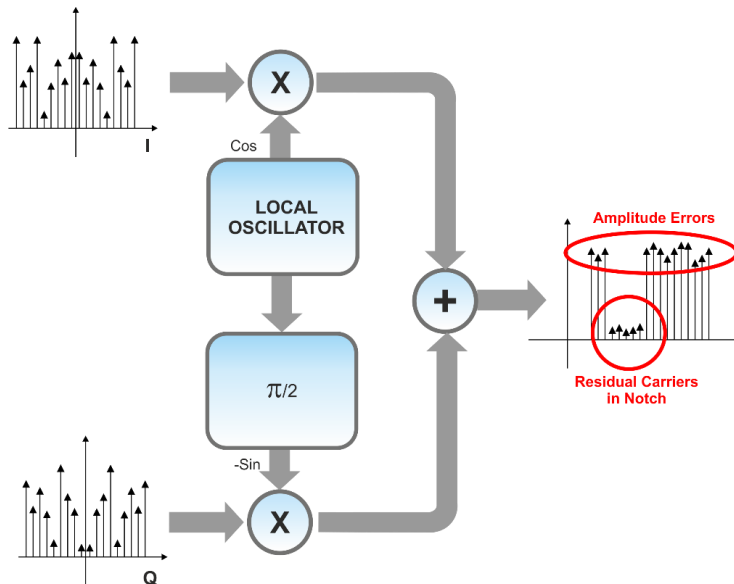 I
X
Cos
LOCAL
OSCILLATOR
Amplitude Errors
+
π/2
Residual Carriers
in Notch
-Sin
X
Q